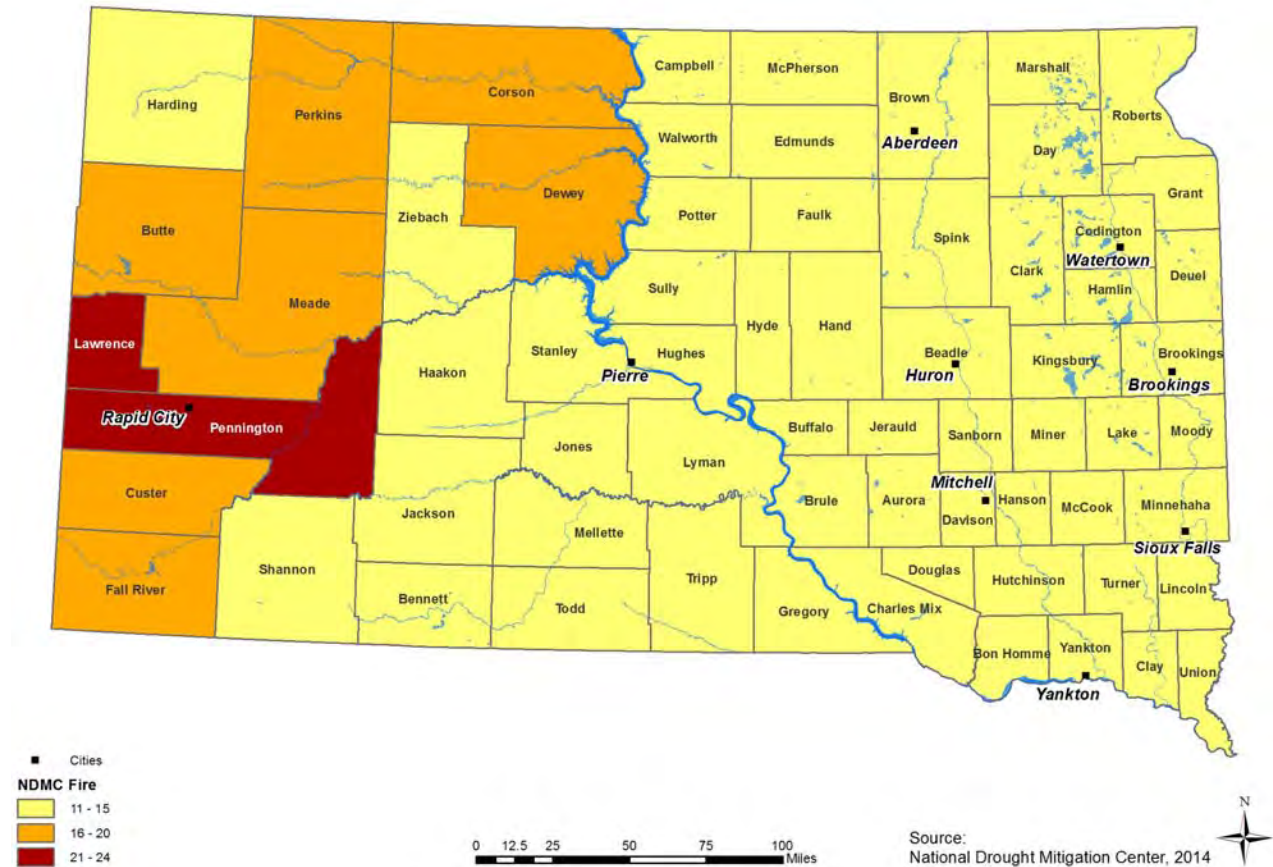 Campbell
McPherson
Brown
Marshall
Roberts
Harding
Perkins
Corson
Walworth
Edmunds
Aberdeen
Day
Grant
Butte
Ziebach
Dewey
Potter
Faulk
Spink
Codington
Watertown
Clark
Hamlin
Deuel
Meade
Sully
Hyde
Hand
Lawrence
Haakon
Stanley
Hughes
Pierre
Beadle
Huron
Kingsbury
Brookings
Brookings
Rapid City
Pennington
Jones
Lyman
Buffalo
Jerauld
Sanborn
Miner
Lake
Moody
Custer
Jackson
Mellette
Brule
Aurora
Mitchell
Davison
Hanson
McCook
Minnehaha
Sioux Falls
Fall River
Shannon
Bennett
Todd
Tripp
Gregory
Douglas
Charles Mix
Hutchinson
Turner
Lincoln
Bon Homme
Yankton
Clay
Union
Yankton
Cities
NDMC Fire
11 - 15
16 - 20
21 - 24
0 12.5 25 50 75 100
Miles
Source:
National Drought Mitigation Center, 2014
N